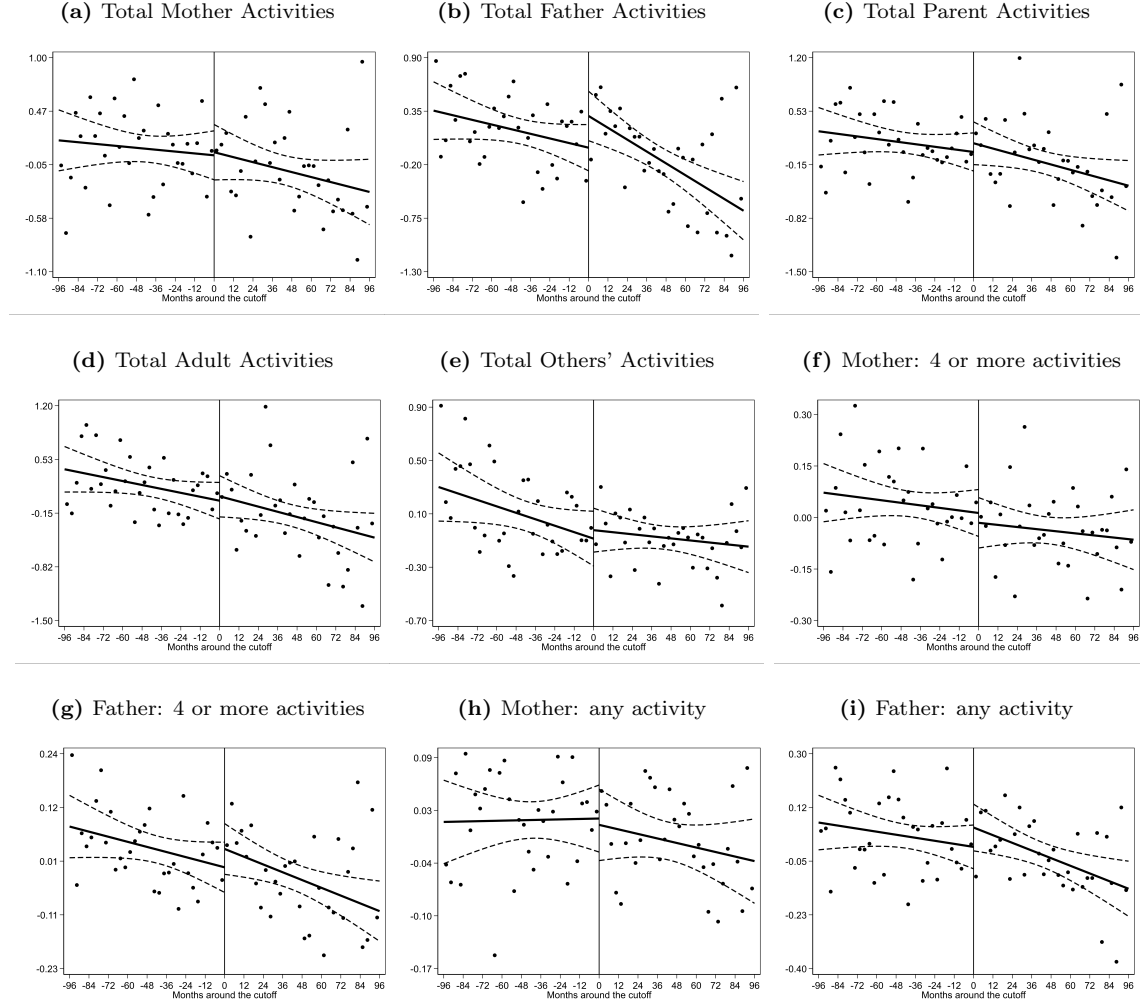 (a) Total Mother Activities
1.00
0.47
-0.05
-0.58
-1.10
-96 -84 -72 -60 -48 -36 -24 -12 0 12 24 36 48 60 72 84 96
Months around the cutoff
(b) Total Father Activities
0.90
0.35
-0.20
-0.75
-1.30
-96 -84 -72 -60 -48 -36 -24 -12 0 12 24 36 48 60 72 84 96
Months around the cutoff
(c) Total Parent Activities
1.20
0.53
-0.15
-0.82
-1.50
-96 -84 -72 -60 -48 -36 -24 -12 0 12 24 36 48 60 72 84 96
Months around the cutoff
(d) Total Adult Activities
1.20
0.53
-0.15
-0.82
-1.50
-96 -84 -72 -60 -48 -36 -24 -12 0 12 24 36 48 60 72 84 96
Months around the cutoff
(e) Total Others' Activities
0.90
0.50
0.10
-0.30
-0.70
-96 -84 -72 -60 -48 -36 -24 -12 0 12 24 36 48 60 72 84 96
Months around the cutoff
(f) Mother: 4 or more activities
0.30
0.15
0.00
-0.15
-0.30
-96 -84 -72 -60 -48 -36 -24 -12 0 12 24 36 48 60 72 84 96
Months around the cutoff
(g) Father: 4 or more activities
0.24
0.12
0.01
-0.11
-0.23
-96 -84 -72 -60 -48 -36 -24 -12 0 12 24 36 48 60 72 84 96
Months around the cutoff
(h) Mother: any activity
0.09
0.03
-0.04
-0.10
-0.17
-96 -84 -72 -60 -48 -36 -24 -12 0 12 24 36 48 60 72 84 96
Months around the cutoff
(i) Father: any activity
0.30
0.12
-0.05
-0.23
-0.40
-96 -84 -72 -60 -48 -36 -24 -12 0 12 24 36 48 60 72 84 96
Months around the cutoff